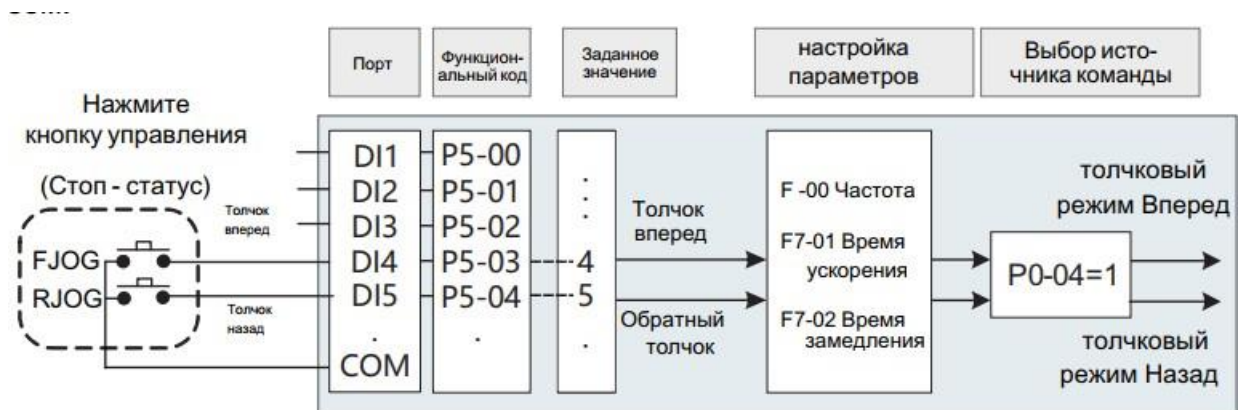 Порт
Функцион-
альный код
Заданное
значение
настройка
параметров
Выбор исто-
чника команды
Нажмите
кнопку управления
(Стоп - статус)
FJOG
RJOG
Толчок
вперед
Толчок
назад
DI1
DI2
DI3
DI4
DI5
.
COM
P5-00
P5-01
P5-02
P5-03
P5-04
.
.
.
.
4
5
.
Толчок
вперед
Обратный
толчок
F -00 Частота
F7-01 Время
ускорения
F7-02 Время
замедления
P0-04=1
толчковый
режим Вперед
толчковый
режим Назад